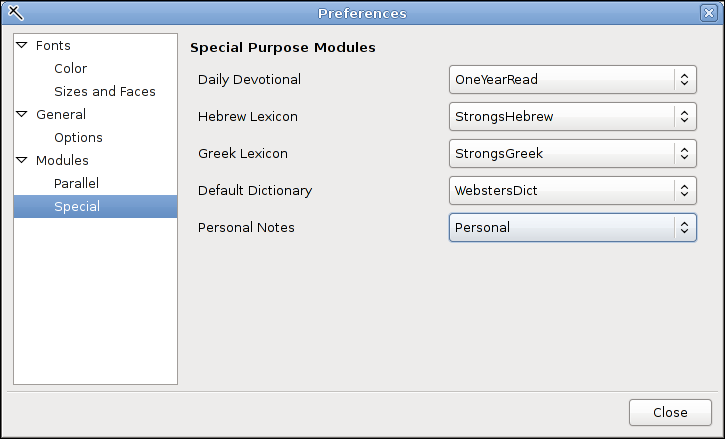 Preferences
Fonts
Color
Sizes and Faces
General
Options
Modules
Parallel
Special
Special Purpose Modules
Daily Devotional OneYearRead
Hebrew Lexicon StrongsHebrew
Greek Lexicon StrongsGreek
Default Dictionary WebstersDict
Personal Notes Personal
Close